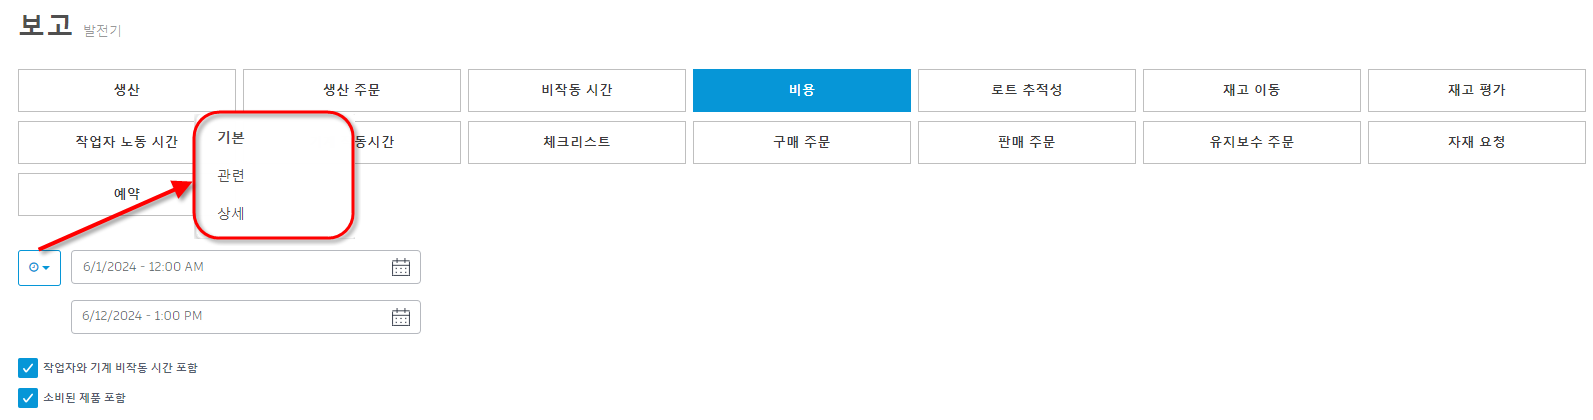 보고 발전기
생산 생산 주문 비작동 시간 비용 로트 추적성 재고 이동 재고 평가
작업자 노동 시간 동시간 체크리스트 구매 주문 판매 주문 유지보수 주문 자재 요청
예약
기본
관련
상세
6/1/2024 - 12:00 AM
6/12/2024 - 1:00 PM
작업자와 기계 비작동 시간 포함
소비된 제품 포함